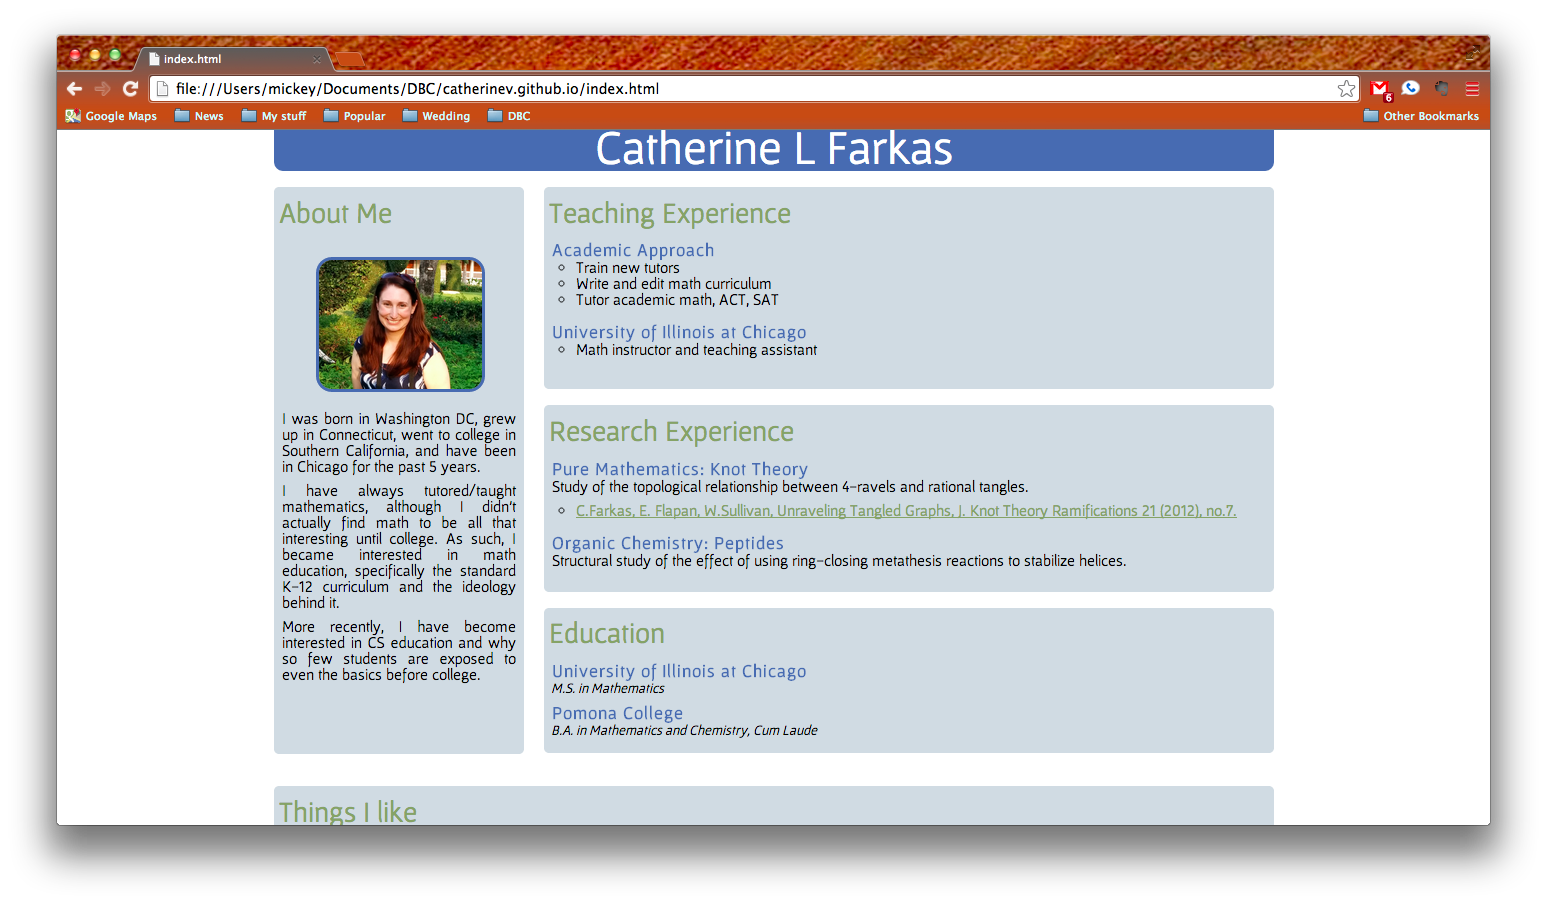 index.html
file:///Users/mickey/Documents/DBC/catherinev.github.io/index.html
6
Google Maps News My stuff Popular Wedding DBC Other Bookmarks
Catherine L Farkas
About Me
I was born in Washington DC, grew
up in Connecticut, went to college in
Southern California, and have been
in Chicago for the past 5 years.
I have always tutored/taught
mathematics, although I didn't
actually find math to be all that
interesting until college. As such, I
became interested in math
education, specifically the standard
K-12 curriculum and the ideology
behind it.
More recently, I have become
interested in CS education and why
so few students are exposed to
even the basics before college.
Teaching Experience
Academic Approach
Train new tutors
Write and edit math curriculum
Tutor academic math, ACT, SAT
University of Illinois at Chicago
Math instructor and teaching assistant
Research Experience
Pure Mathematics: Knot Theory
Study of the topological relationship between 4-ravels and rational tangles.
C.Farkas, E. Flapan, W.Sullivan, Unraveling Tangled Graphs, J. Knot Theory Ramifications 21 (2012), no.7.
Organic Chemistry: Peptides
Structural study of the effect of using ring-closing metathesis reactions to stabilize helices.
Education
University of Illinois at Chicago
M.S. in Mathematics
Pomona College
B.A. in Mathematics and Chemistry, Cum Laude
Things I like